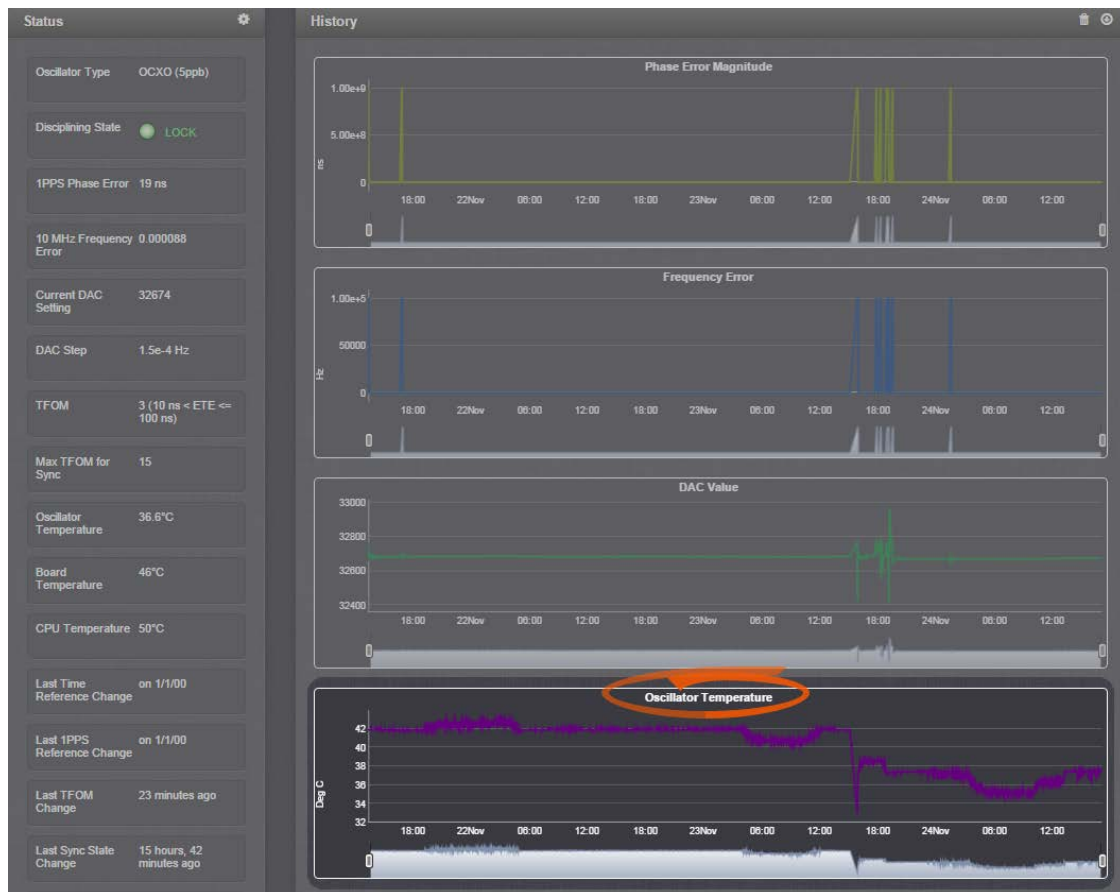 Status
Oscillator Type OCXO (5ppb)
Disciplining State LOCK
1PPS Phase Error 19 ns
10 MHz Frequency 0.000088
Error
Current DAC 32674
Setting
DAC Step 1.5e-4 Hz
TFOM 3 (10 ns < ETE <=
100 ns)
Max TFOM for 15
Sync
Oscillator 36.6°C
Temperature
Board 46°C
Temperature
CPU Temperature 50°C
Last Time on 1/1/00
Reference Change
Last 1PPS on 1/1/00
Reference Change
Last TFOM 23 minutes ago
Change
Last Sync State 15 hours, 42
Change minutes ago
History
Phase Error Magnitude
1.00e+9
5.00e+8
0
ns
18:00 22Nov 06:00 12:00 18:00 23Nov 06:00 12:00 18:00 24Nov 06:00 12:00
Frequency Error
1.00e+5
50000
0
Hz
18:00 22Nov 06:00 12:00 18:00 23Nov 06:00 12:00 18:00 24Nov 06:00 12:00
DAC Value
33000
32800
32600
32400
18:00 22Nov 06:00 12:00 18:00 23Nov 06:00 12:00 18:00 24Nov 06:00 12:00
Oscillator Temperature
42
40
38
36
34
32
Deg C
18:00 22Nov 06:00 12:00 18:00 23Nov 06:00 12:00 18:00 24Nov 06:00 12:00